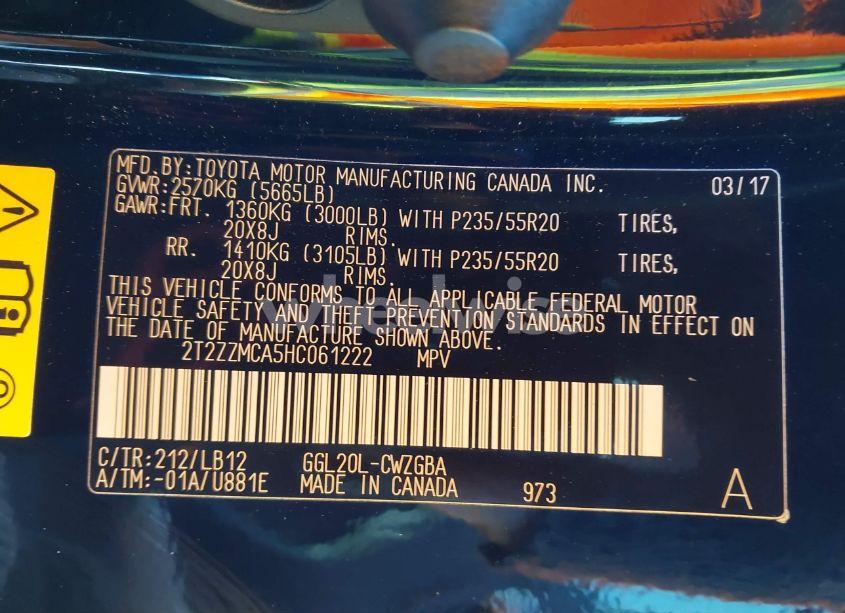 MFD. BY: TOYOTA MOTOR MANUFACTURING CANADA INC. 03/17
GVWR: 2570KG (5665LB)
GAWR: FRT. 1360KG (3000LB) WITH P235/55R20 TIRES,
20X8J RIMS.
RR. 1410KG (3105LB) WITH P235/55R20 TIRES,
20X8J RIMS.
THIS VEHICLE CONFORMS TO ALL APPLICABLE FEDERAL MOTOR
VEHICLE SAFETY AND THEFT PREVENTION STANDARDS IN EFFECT ON
THE DATE OF MANUFACTURE SHOWN ABOVE.
2T2ZZMCA5HC061222 MPV
C/TR: 212/LB12 GGL20L-CWZGBA
A/TM: -01A/U881E MADE IN CANADA 973 A
wheelwise